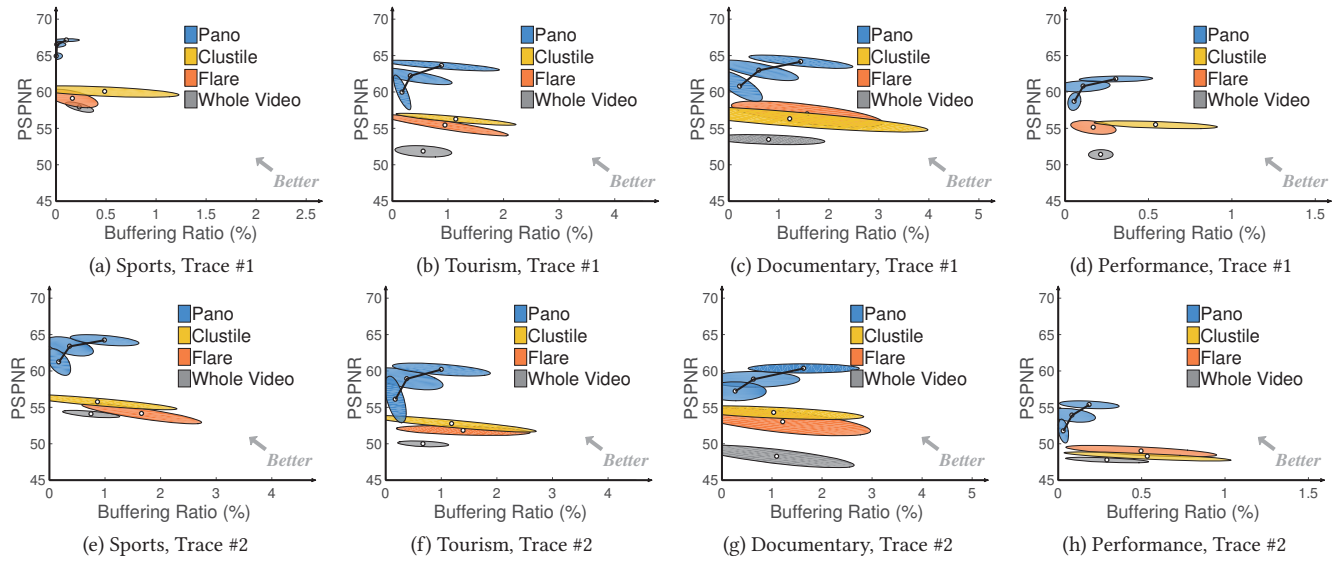 70
65
60
55
50
45
PSPNR
Pano
Clustile
Flare
Whole Video
Better
0 0.5 1 1.5 2 2.5
Buffering Ratio (%)
(a) Sports, Trace #1
70
65
60
55
50
45
PSPNR
Pano
Clustile
Flare
Whole Video
Better
0 1 2 3 4
Buffering Ratio (%)
(b) Tourism, Trace #1
70
65
60
55
50
45
PSPNR
Pano
Clustile
Flare
Whole Video
Better
0 1 2 3 4 5
Buffering Ratio (%)
(c) Documentary, Trace #1
70
65
60
55
50
45
PSPNR
Pano
Clustile
Flare
Whole Video
Better
0 0.5 1 1.5
Buffering Ratio (%)
(d) Performance, Trace #1
70
65
60
55
50
45
PSPNR
Pano
Clustile
Flare
Whole Video
Better
0 1 2 3 4
Buffering Ratio (%)
(e) Sports, Trace #2
70
65
60
55
50
45
PSPNR
Pano
Clustile
Flare
Whole Video
Better
0 1 2 3 4
Buffering Ratio (%)
(f) Tourism, Trace #2
70
65
60
55
50
45
PSPNR
Pano
Clustile
Flare
Whole Video
Better
0 1 2 3 4 5
Buffering Ratio (%)
(g) Documentary, Trace #2
70
65
60
55
50
45
PSPNR
Pano
Clustile
Flare
Whole Video
Better
0 0.5 1 1.5
Buffering Ratio (%)
(h) Performance, Trace #2